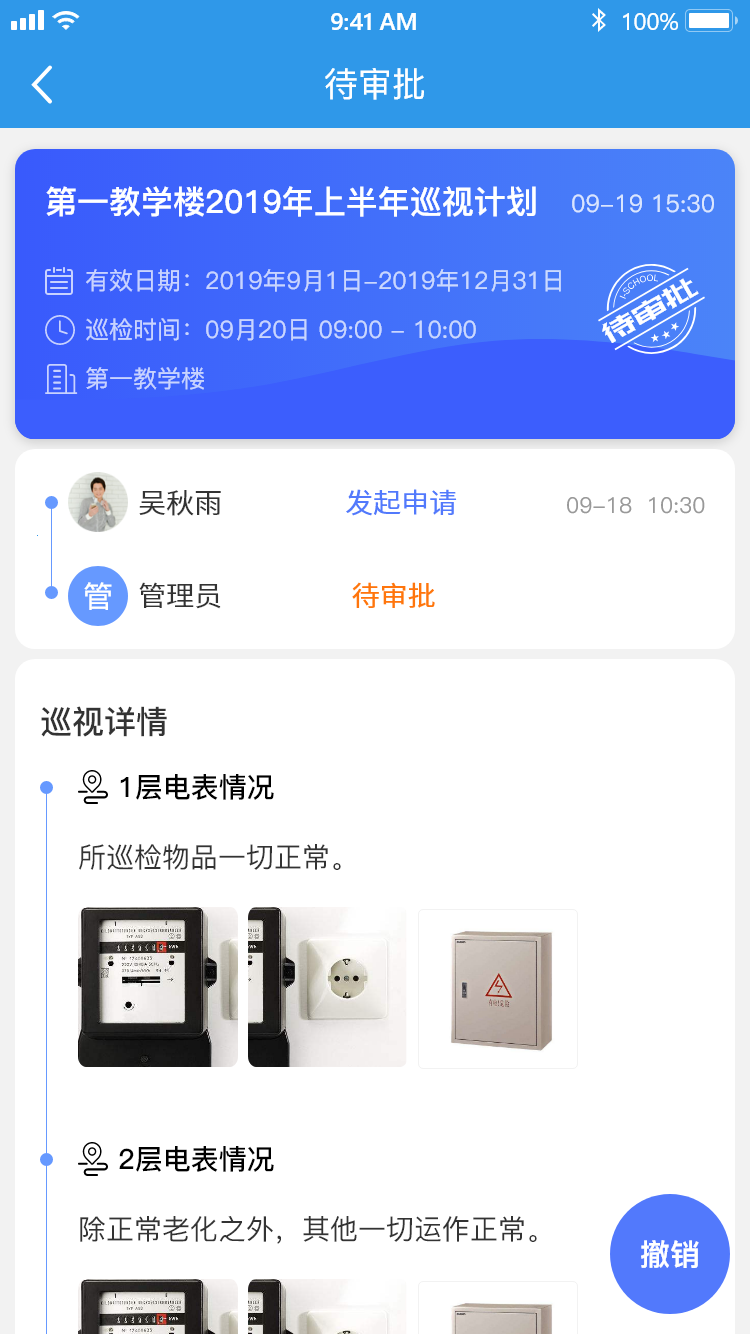 9:41 AM 100%
待审批
第一教学楼2019年上半年巡视计划 09-19 15:30
有效日期：2019年9月1日-2019年12月31日
I-SCHOOL
待审批
巡检时间：09月20日 09:00 - 10:00
第一教学楼
吴秋雨 发起申请 09-18 10:30
管 管理员 待审批
巡视详情
1层电表情况
所巡检物品一切正常。
2层电表情况
除正常老化之外，其他一切运作正常。
撤销